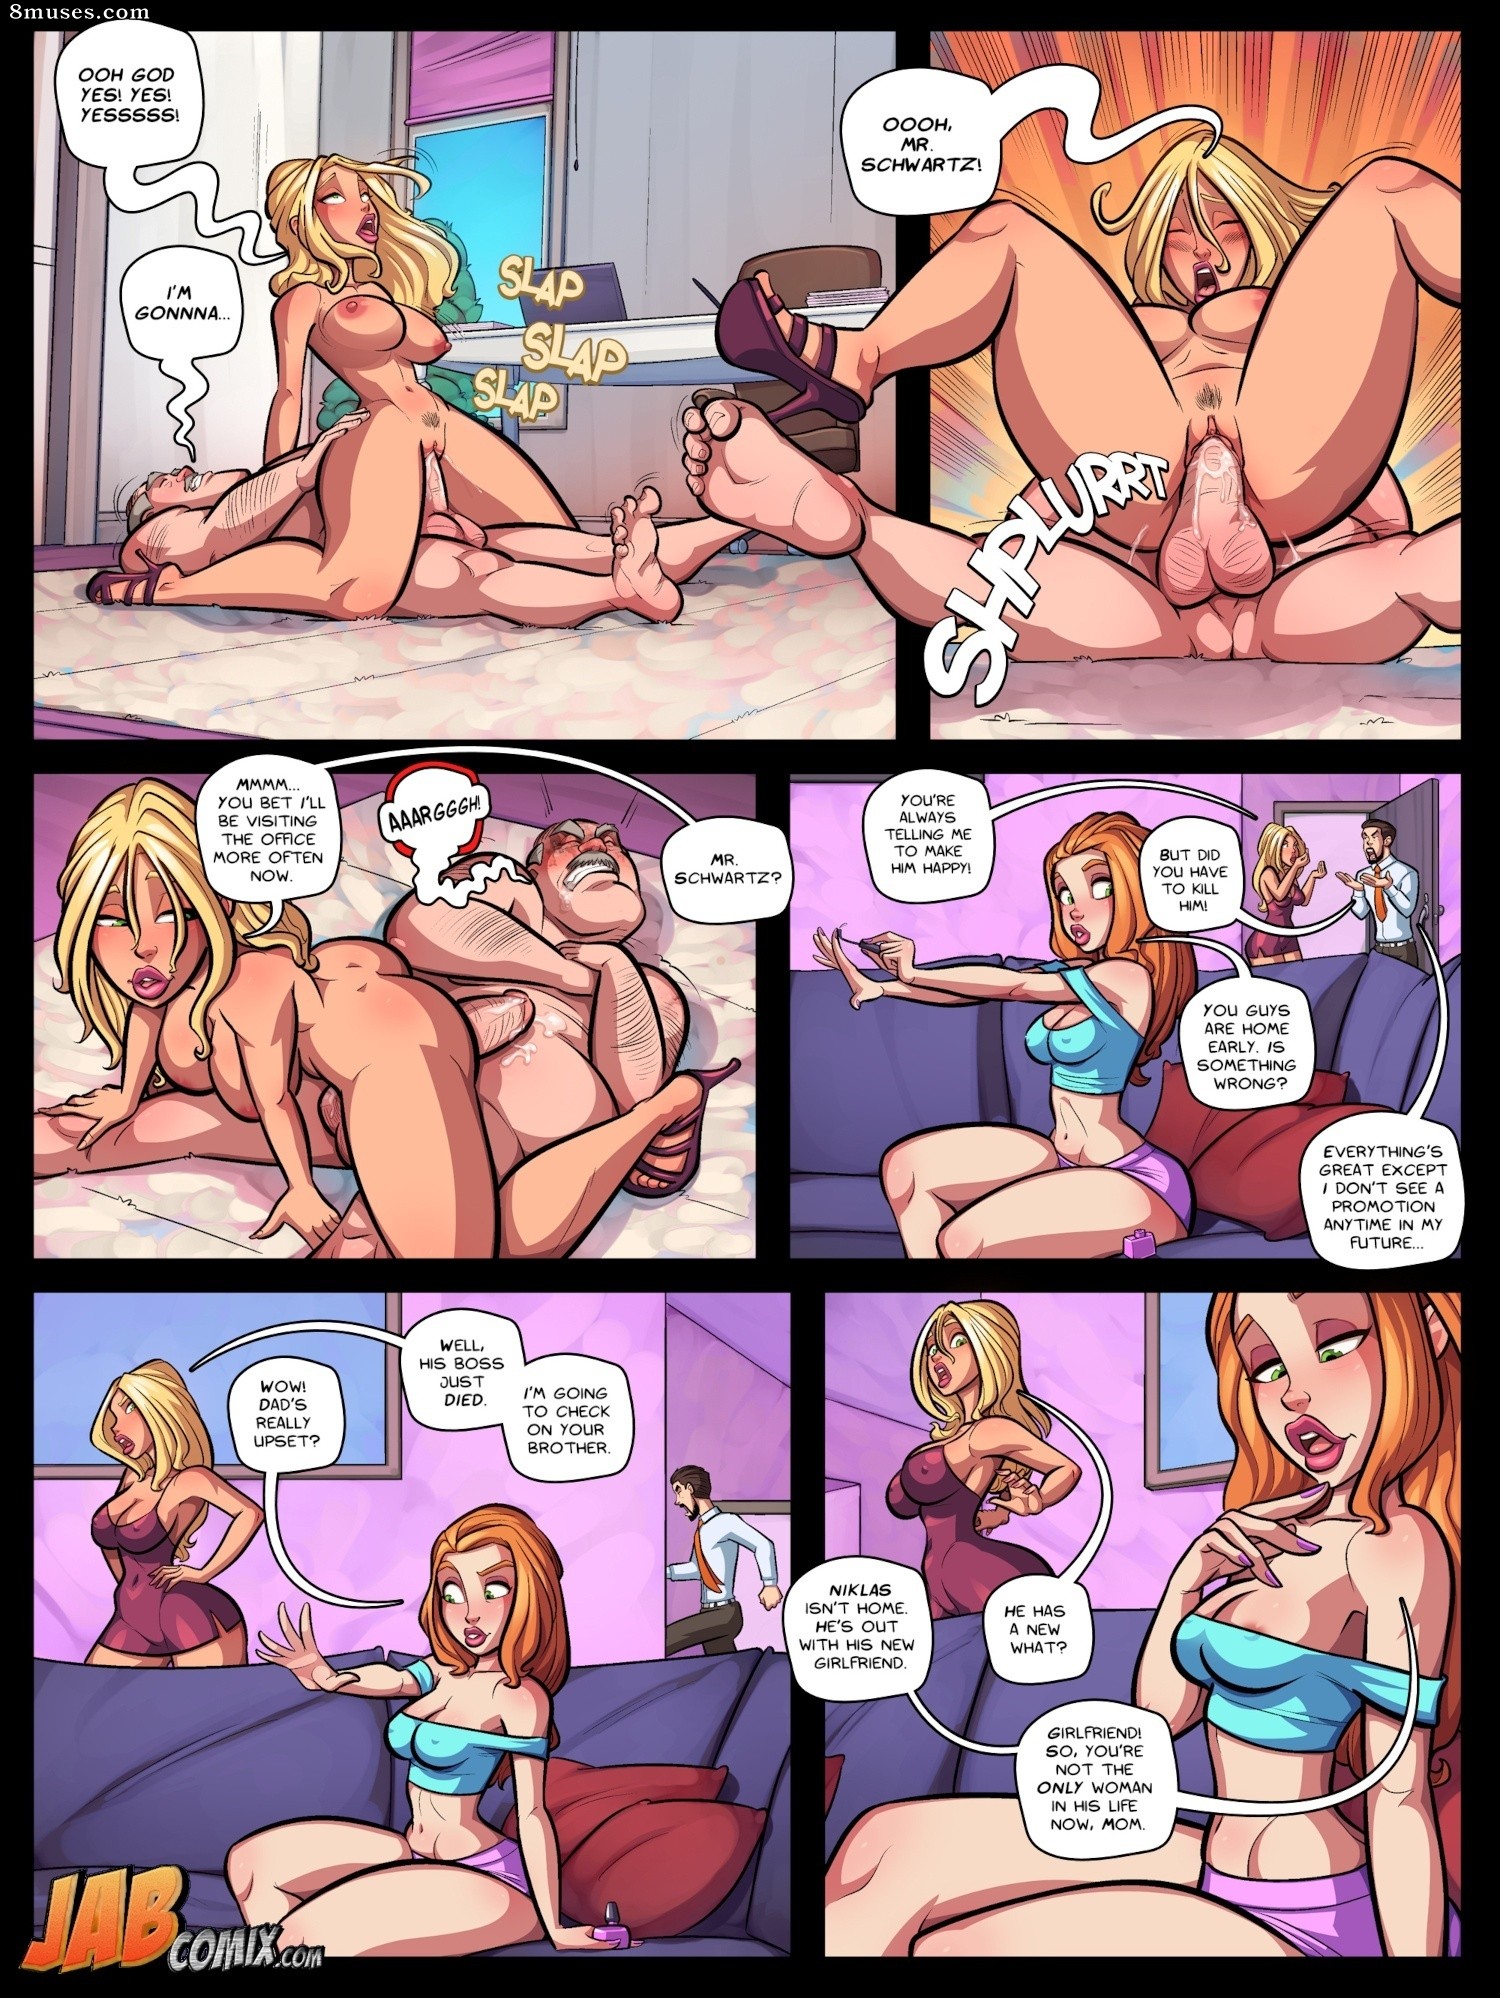 8muses.com
OOH GOD
YES! YES!
YESSSSS!
I'M
GONNNA...
SLAP
SLAP
SLAP
OOOH,
MR.
SCHWARTZ!
SHPLURRRT
MMMM...
YOU BET I'LL
BE VISITING
THE OFFICE
MORE OFTEN
NOW.
AAARGGGH!
MR.
SCHWARTZ?
YOU'RE
ALWAYS
TELLING ME
TO MAKE
HIM HAPPY!
BUT DID
YOU HAVE
TO KILL
HIM!
YOU GUYS
ARE HOME
EARLY. IS
SOMETHING
WRONG?
EVERYTHING'S
GREAT EXCEPT
I DON'T SEE A
PROMOTION
ANYTIME IN MY
FUTURE...
WOW!
DAD'S
REALLY
UPSET?
WELL,
HIS BOSS
JUST
DIED.
I'M GOING
TO CHECK
ON YOUR
BROTHER.
NIKLAS
ISN'T HOME.
HE'S OUT
WITH HIS NEW
GIRLFRIEND.
HE HAS
A NEW
WHAT?
GIRLFRIEND!
SO, YOU'RE
NOT THE
ONLY WOMAN
IN HIS LIFE
NOW, MOM.
JAB
COMIX.COM